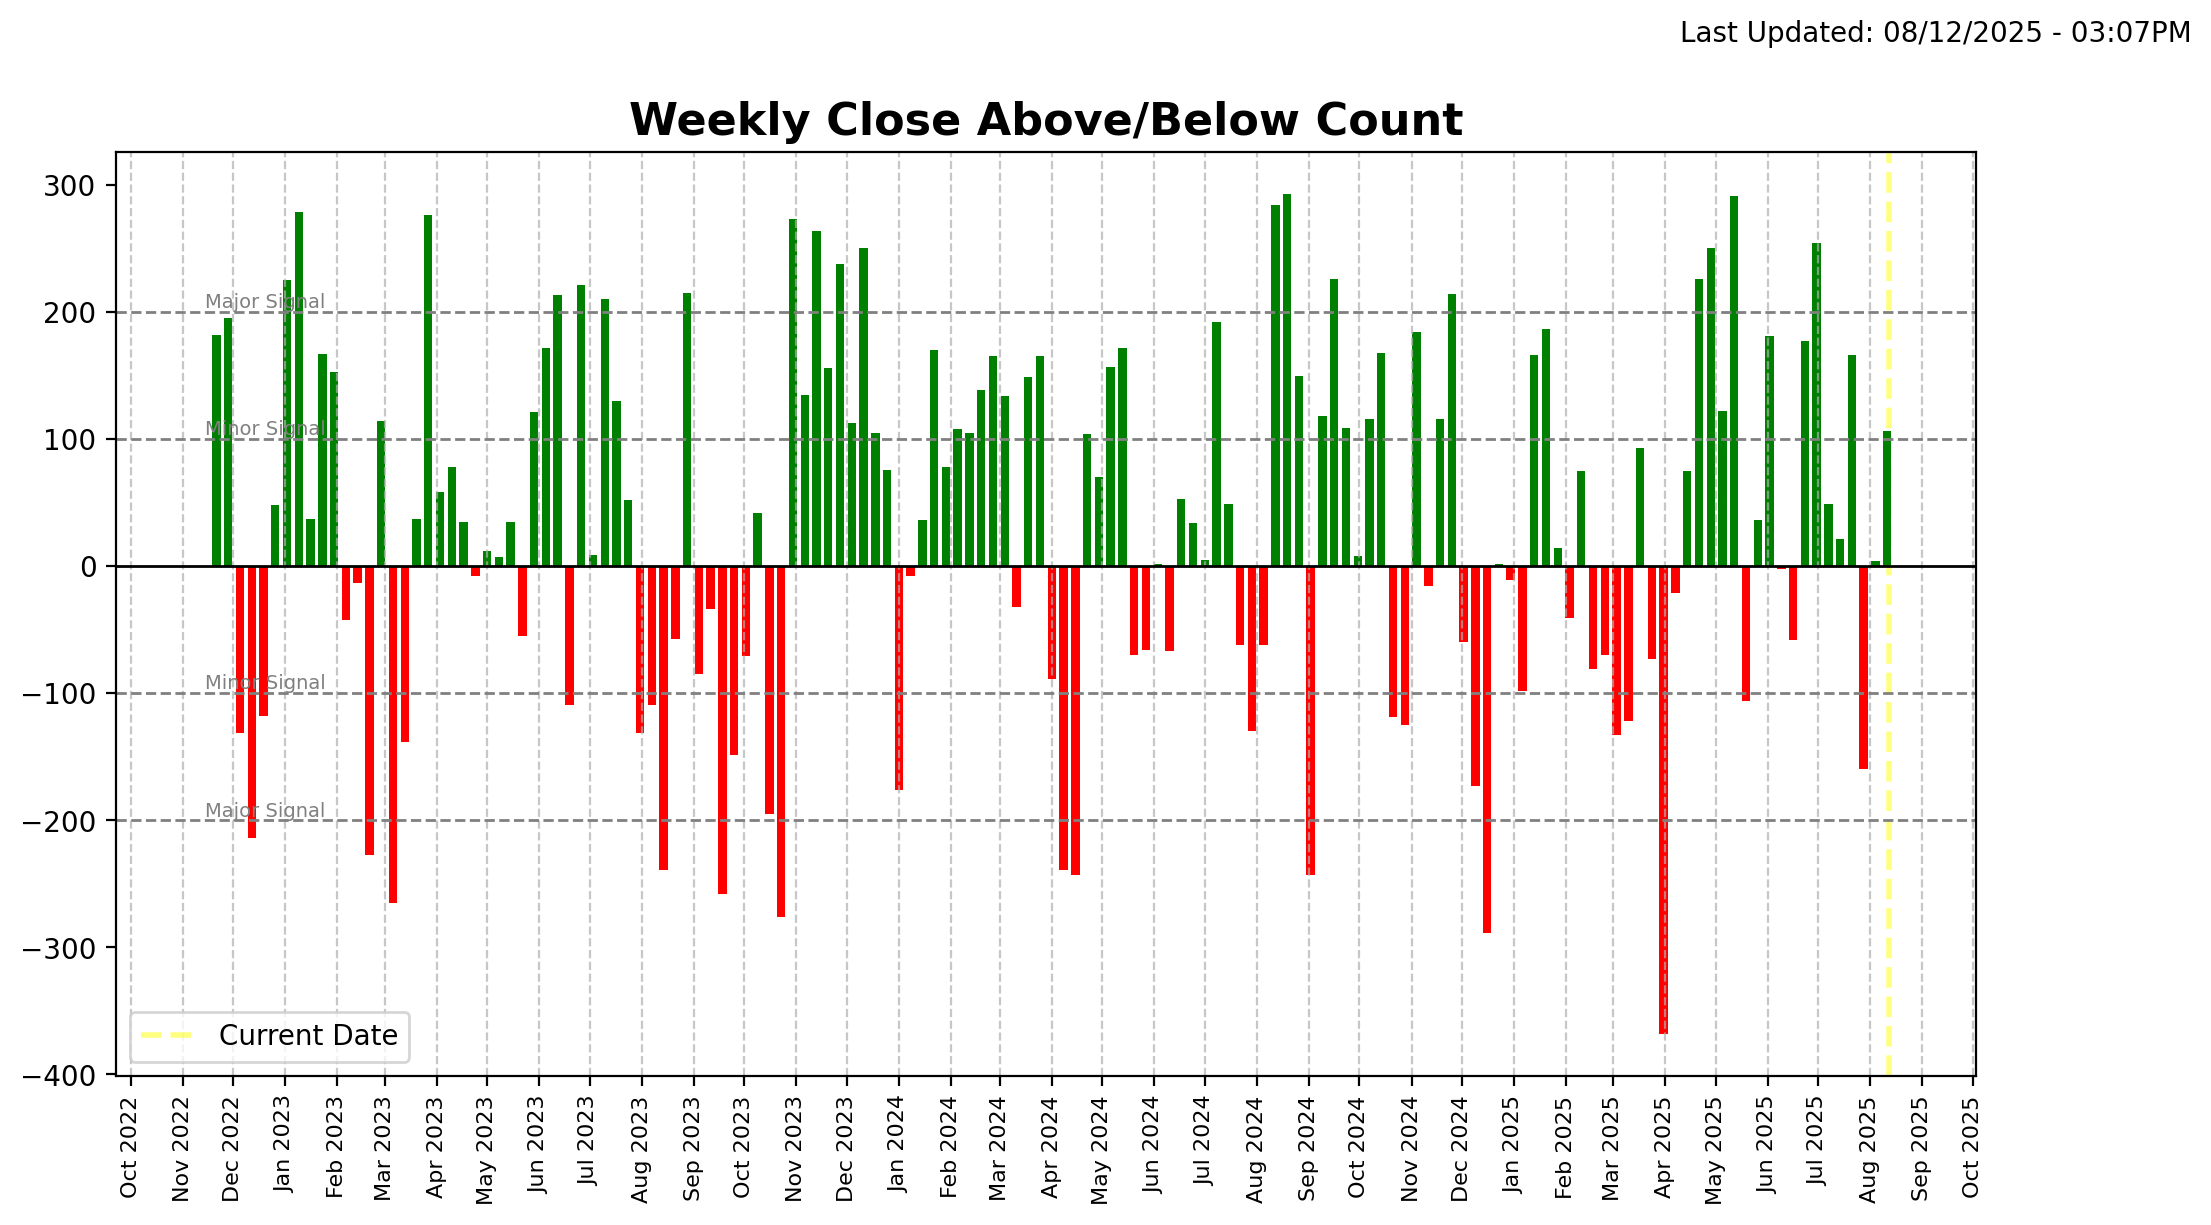 Last Updated: 08/12/2025 - 03:07PM
Weekly Close Above/Below Count
300
200
100
0
−100
−200
−300
−400
Major Signal
Minor Signal
Minor Signal
Major Signal
Current Date
Oct 2022
Nov 2022
Dec 2022
Jan 2023
Feb 2023
Mar 2023
Apr 2023
May 2023
Jun 2023
Jul 2023
Aug 2023
Sep 2023
Oct 2023
Nov 2023
Dec 2023
Jan 2024
Feb 2024
Mar 2024
Apr 2024
May 2024
Jun 2024
Jul 2024
Aug 2024
Sep 2024
Oct 2024
Nov 2024
Dec 2024
Jan 2025
Feb 2025
Mar 2025
Apr 2025
May 2025
Jun 2025
Jul 2025
Aug 2025
Sep 2025
Oct 2025